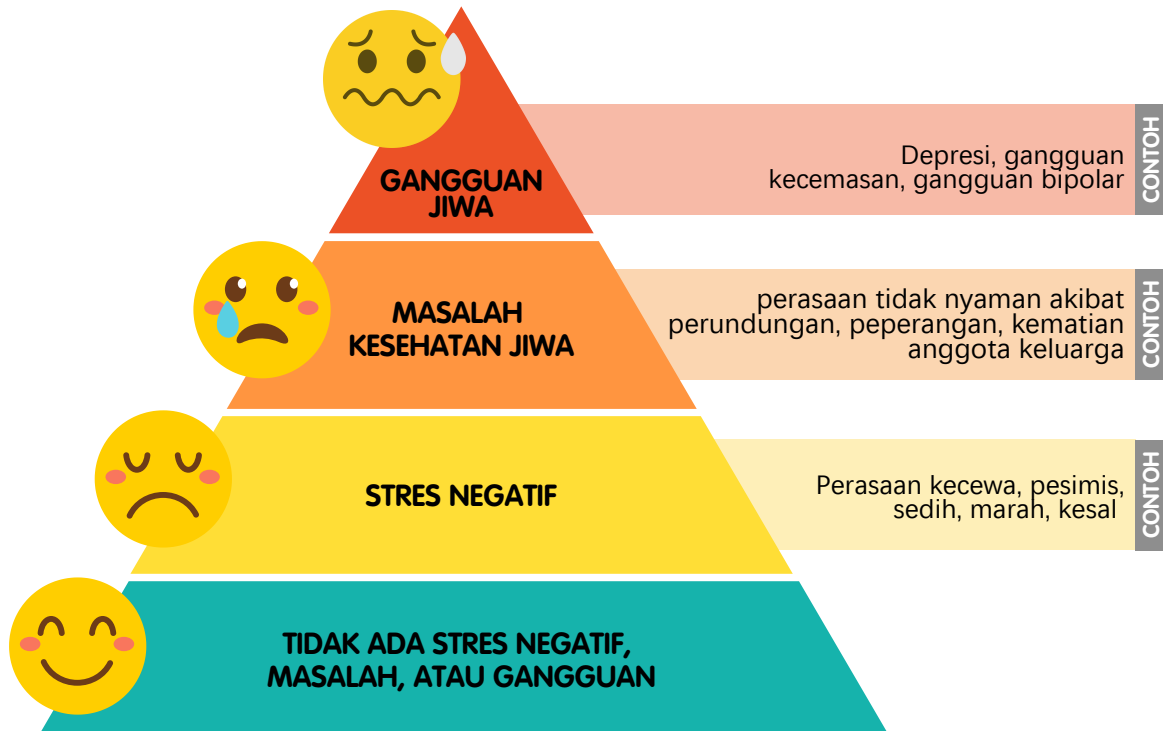 GANGGUAN
JIWA
Depresi, gangguan
kecemasan, gangguan bipolar
CONTOH
MASALAH
KESEHATAN JIWA
perasaan tidak nyaman akibat
perundungan, peperangan, kematian
anggota keluarga
CONTOH
STRES NEGATIF
Perasaan kecewa, pesimis,
sedih, marah, kesal
CONTOH
TIDAK ADA STRES NEGATIF,
MASALAH, ATAU GANGGUAN